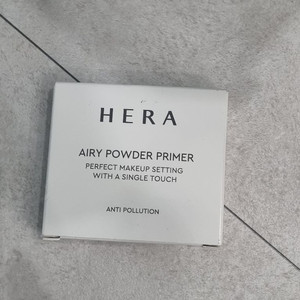 HERA
AIRY POWDER PRIMER
PERFECT MAKEUP SETTING
WITH A SINGLE TOUCH
ANTI POLLUTION